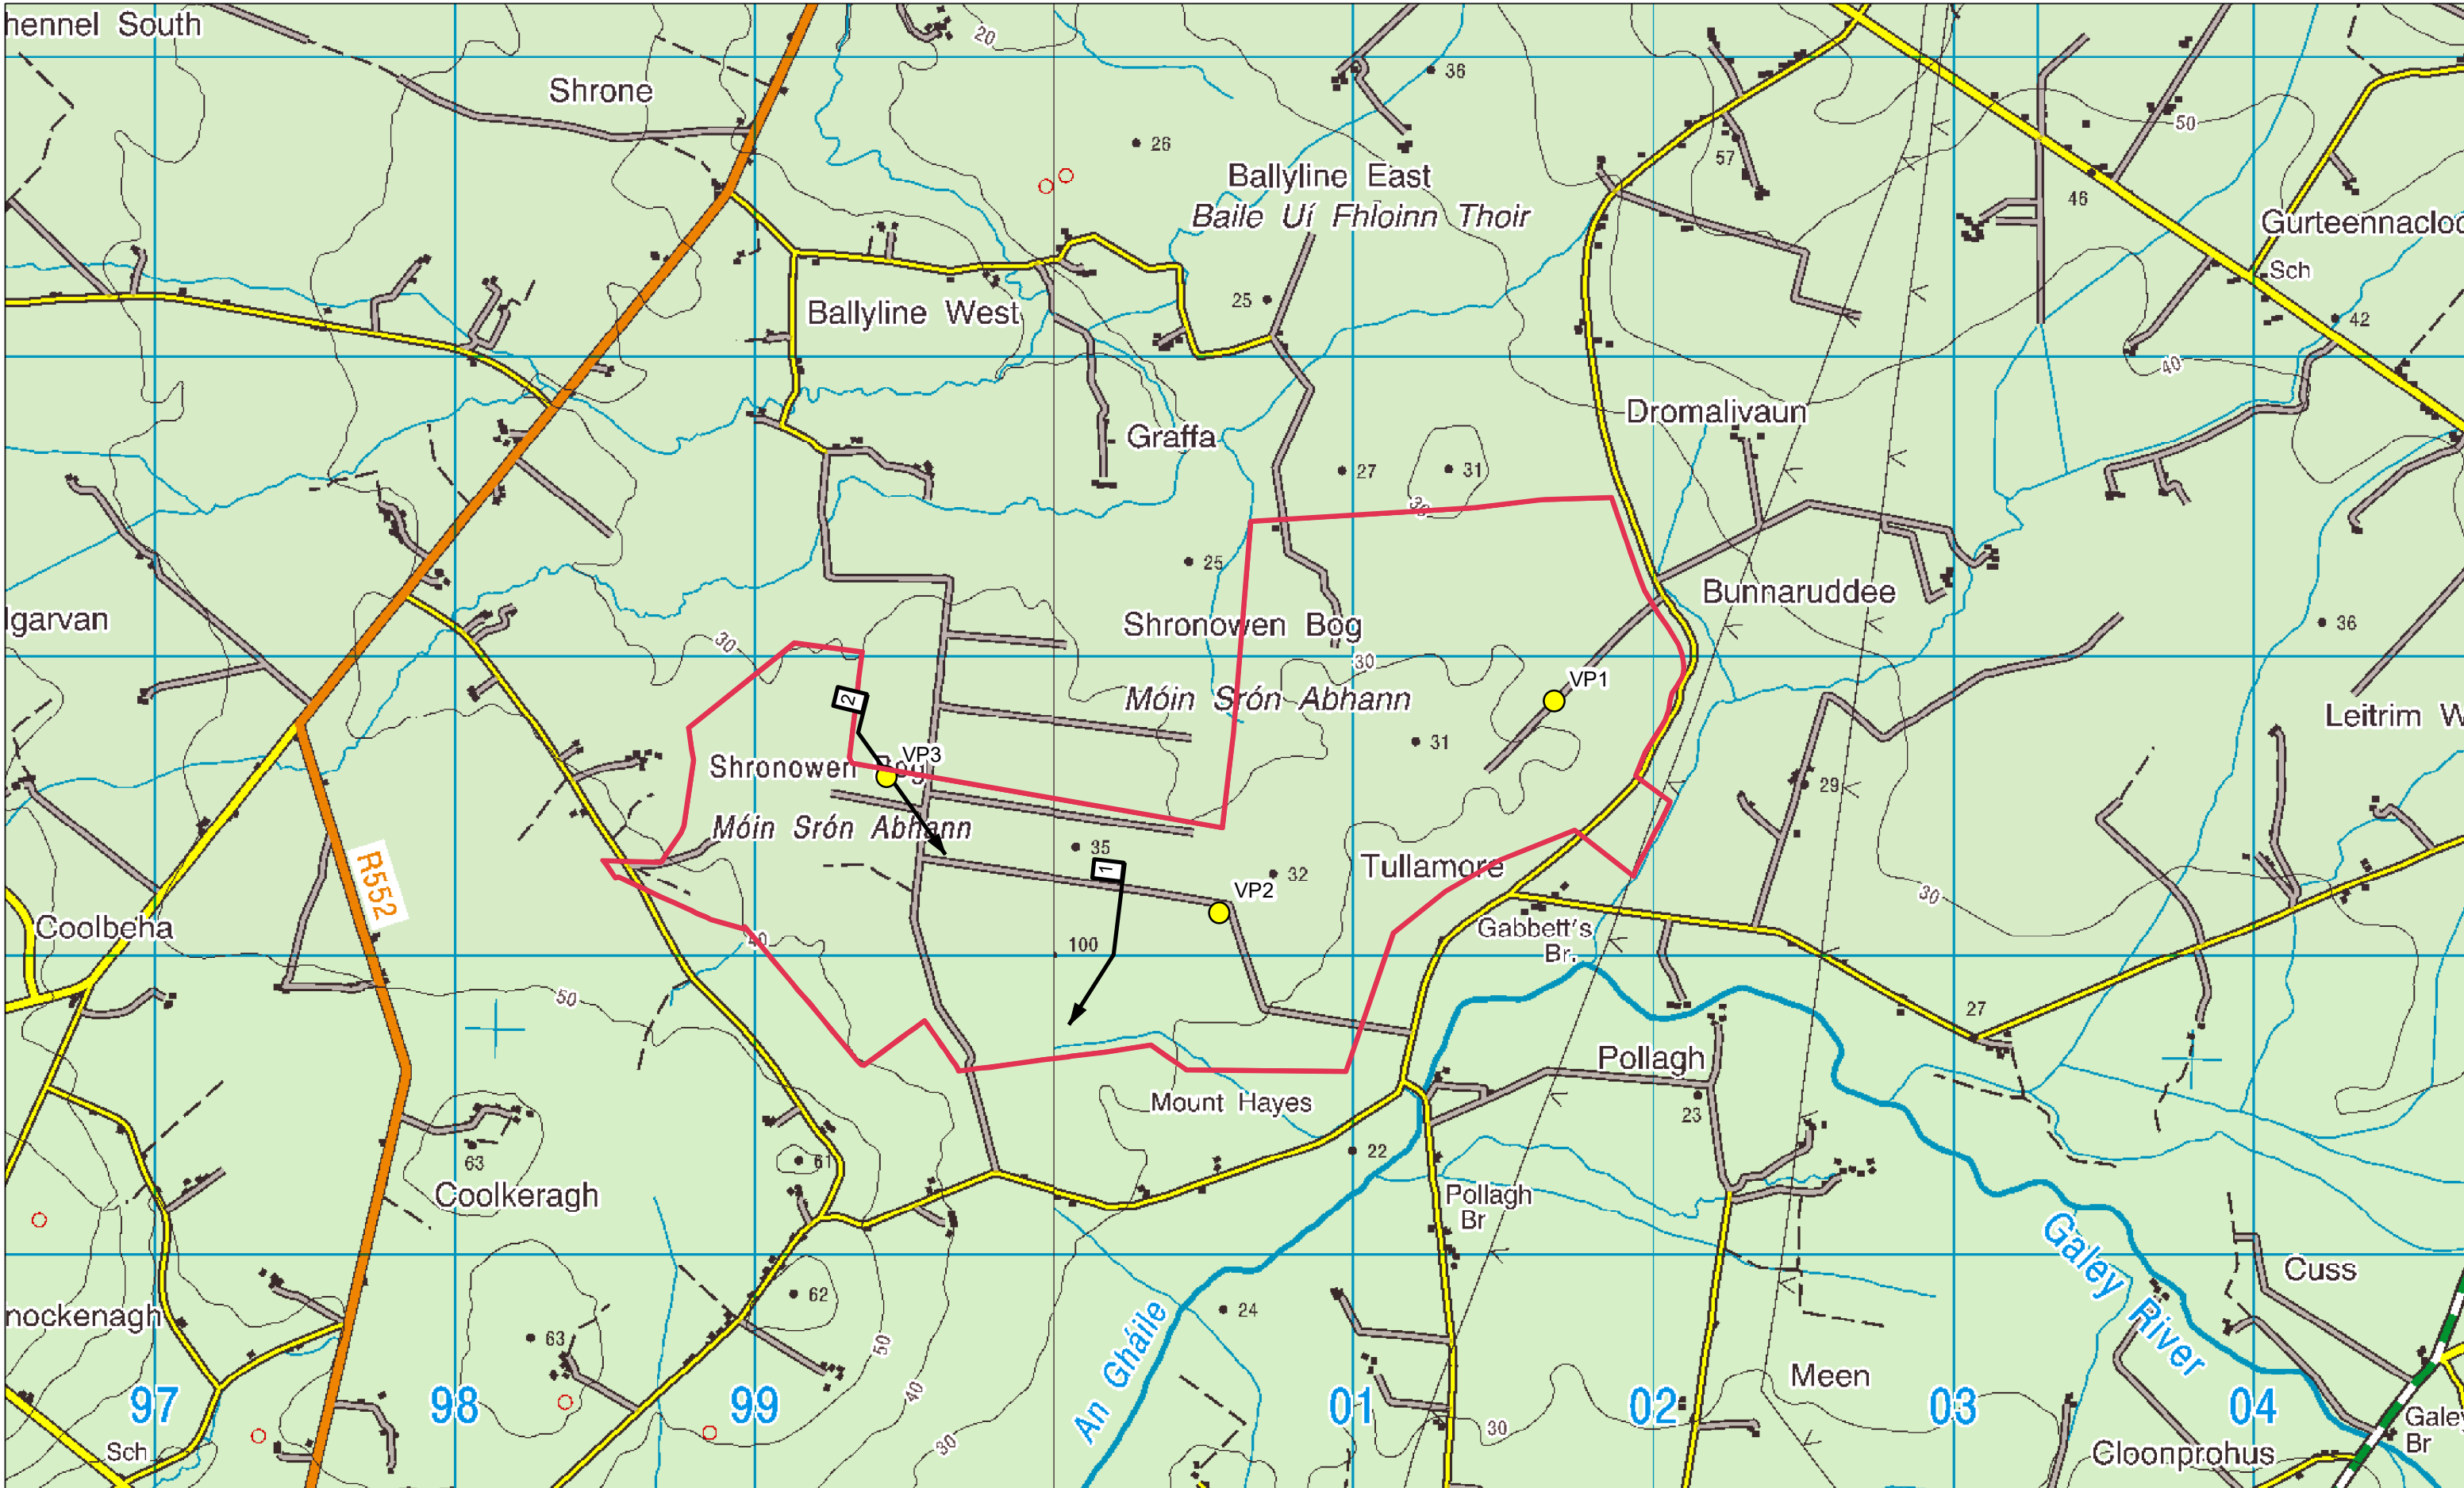 hennel South
20
Shrone
36
26
57
50
Ballyline East
Baile Uí Fhloinn Thoir
46
Gurteennacloc
Sch
25
42
Ballyline West
40
Dromalivaun
Graffa
27
31
30
25
Bunnaruddee
lgarvan
30
Shronowen Bog
30
36
VP1
2
Móin Srón Abhann
Leitrim W
31
VP3
Shronowen Bog
29
Móin Srón Abhann
35
1
32
Tullamore
R552
VP2
30
Coolbeha
40
100
Gabbett's
Br.
50
27
Pollagh
Mount Hayes
23
22
61
63
Coolkeragh
Pollagh
Br
Galey River
Cuss
62
24
nockenagh
63
50
An Gháile
40
Meen
97
98
99
01
02
03
04
30
30
Sch
Cloonprohus
Galey
Br